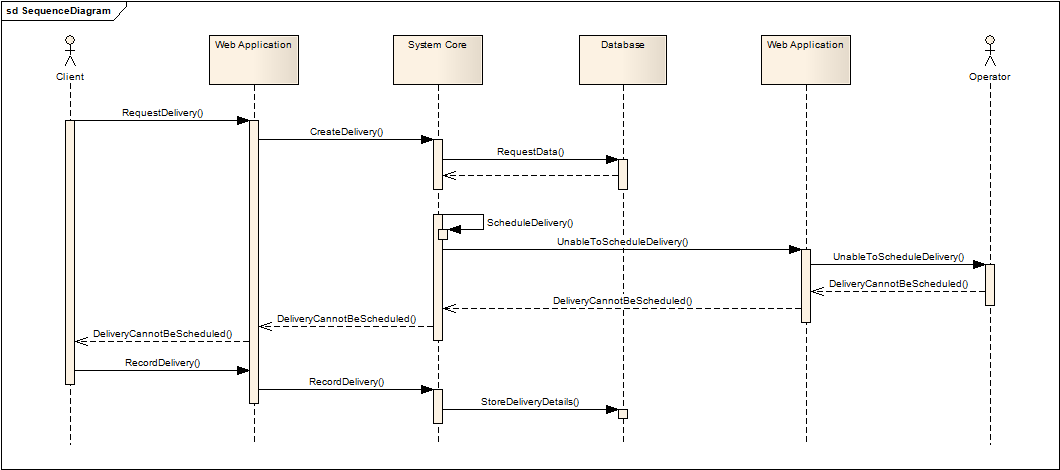 sd SequenceDiagram
Web Application
System Core
Database
Web Application
Client
Operator
RequestDelivery()
CreateDelivery()
RequestData()
ScheduleDelivery()
UnableToScheduleDelivery()
UnableToScheduleDelivery()
DeliveryCannotBeScheduled()
DeliveryCannotBeScheduled()
DeliveryCannotBeScheduled()
DeliveryCannotBeScheduled()
RecordDelivery()
RecordDelivery()
StoreDeliveryDetails()